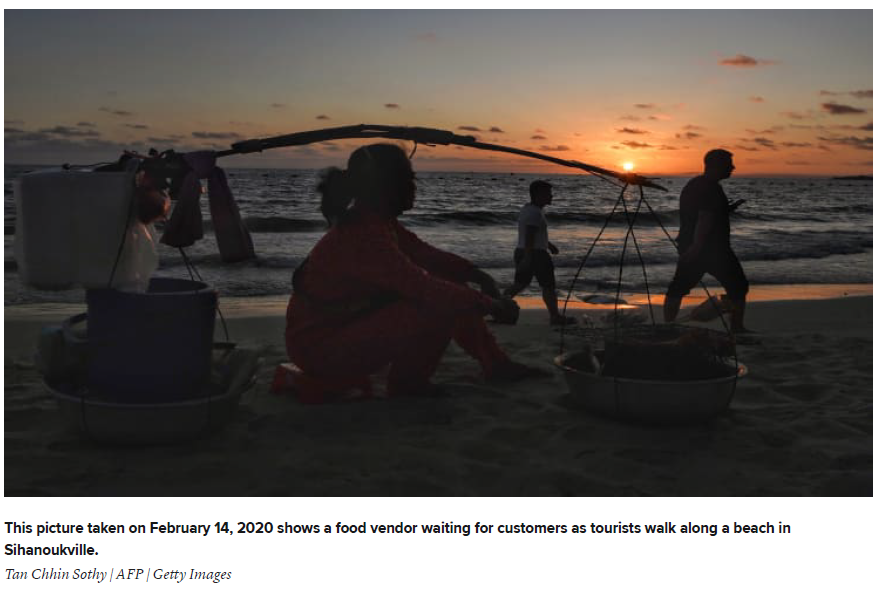 This picture taken on February 14, 2020 shows a food vendor waiting for customers as tourists walk along a beach in
Sihanoukville.
Tan Chhin Sothy | AFP | Getty Images